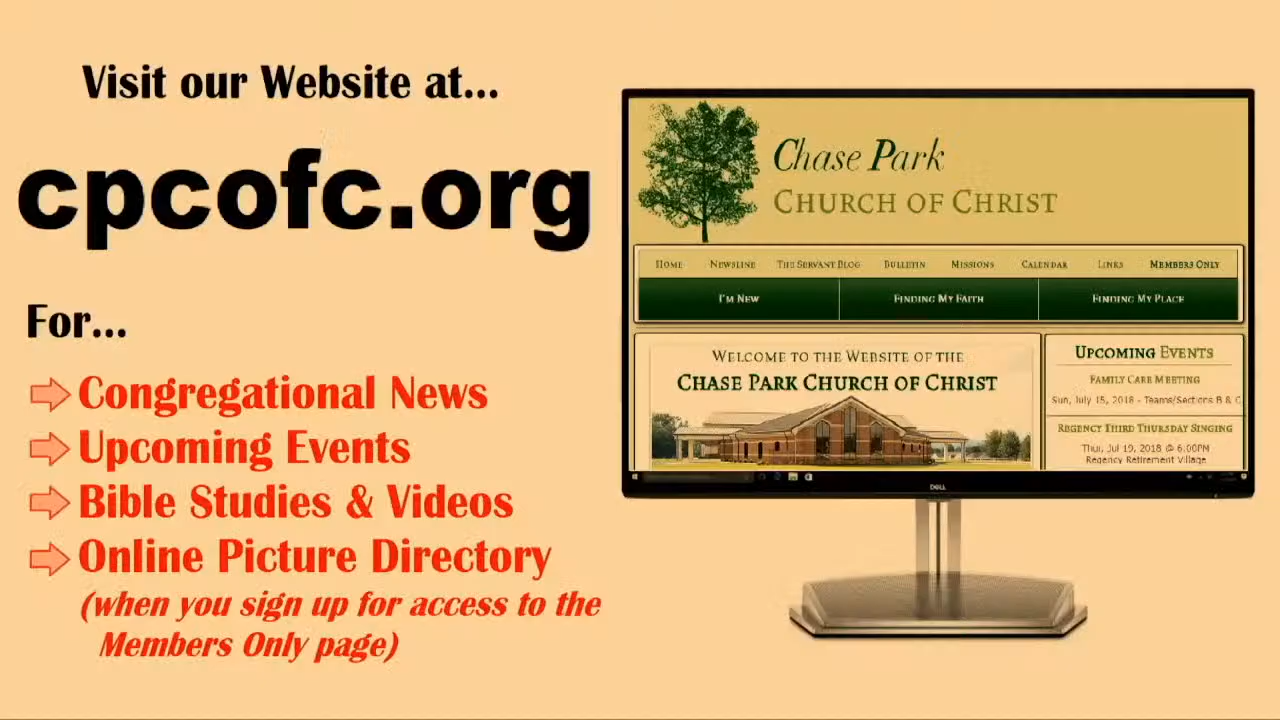 Visit our Website at...
cpcofc.org
For...
Congregational News
Upcoming Events
Bible Studies & Videos
Online Picture Directory
(when you sign up for access to the
Members Only page)
Chase Park
Church of Christ
Home Newsline The Servant Blog Bulletin Missions Calendar Links Members Only
I'm New Finding My Faith Finding My Place
Welcome to the Website of the
Chase Park Church of Christ
Upcoming Events
Family Care Meeting
Sun, July 15, 2018 - Teams/Sections B & C
Regency Third Thursday Singing
Thur, Jul 19, 2018 @ 6:00PM
Regency Retirement Village
DELL